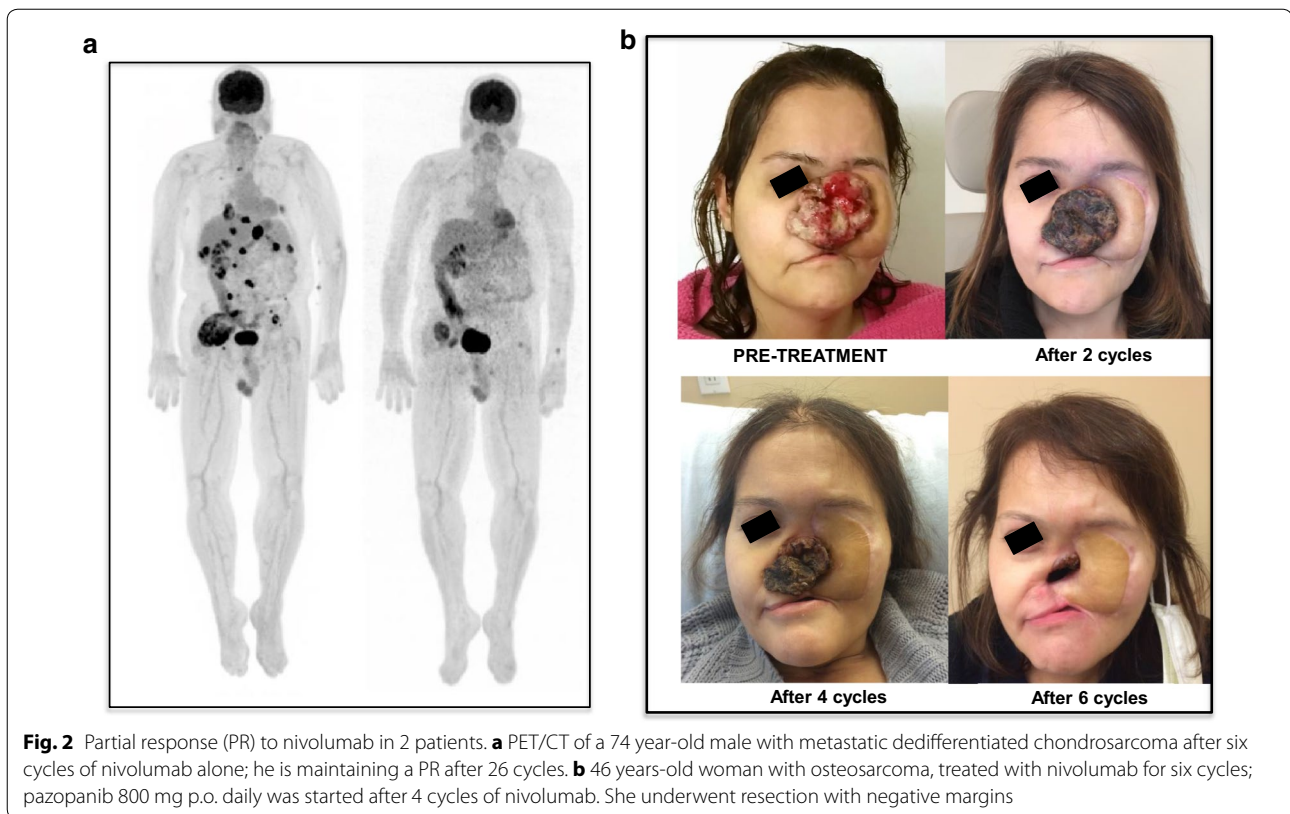 a
b
PRE-TREATMENT
After 2 cycles
After 4 cycles
After 6 cycles
Fig. 2 Partial response (PR) to nivolumab in 2 patients. a PET/CT of a 74 year-old male with metastatic dedifferentiated chondrosarcoma after six
cycles of nivolumab alone; he is maintaining a PR after 26 cycles. b 46 years-old woman with osteosarcoma, treated with nivolumab for six cycles;
pazopanib 800 mg p.o. daily was started after 4 cycles of nivolumab. She underwent resection with negative margins